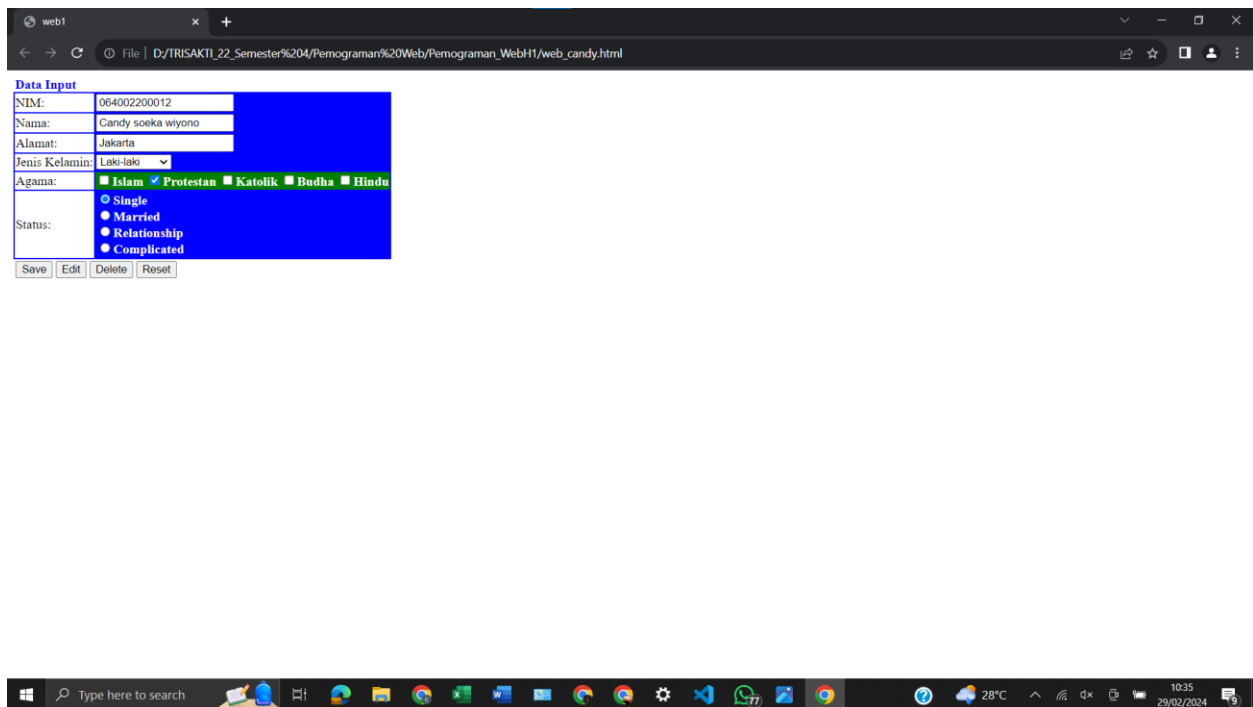 web1
File | D:/TRISAKTI_22_Semester%204/Pemograman%20Web/Pemograman_WebH1/web_candy.html
Data Input
NIM: 064002200012
Nama: Candy soeka wiyono
Alamat: Jakarta
Jenis Kelamin: Laki-laki
Agama: Islam Protestan Katolik Budha Hindu
Single
Married
Status:
Relationship
Complicated
Save Edit Delete Reset
Type here to search
77
28°C
10:35
29/02/2024
9